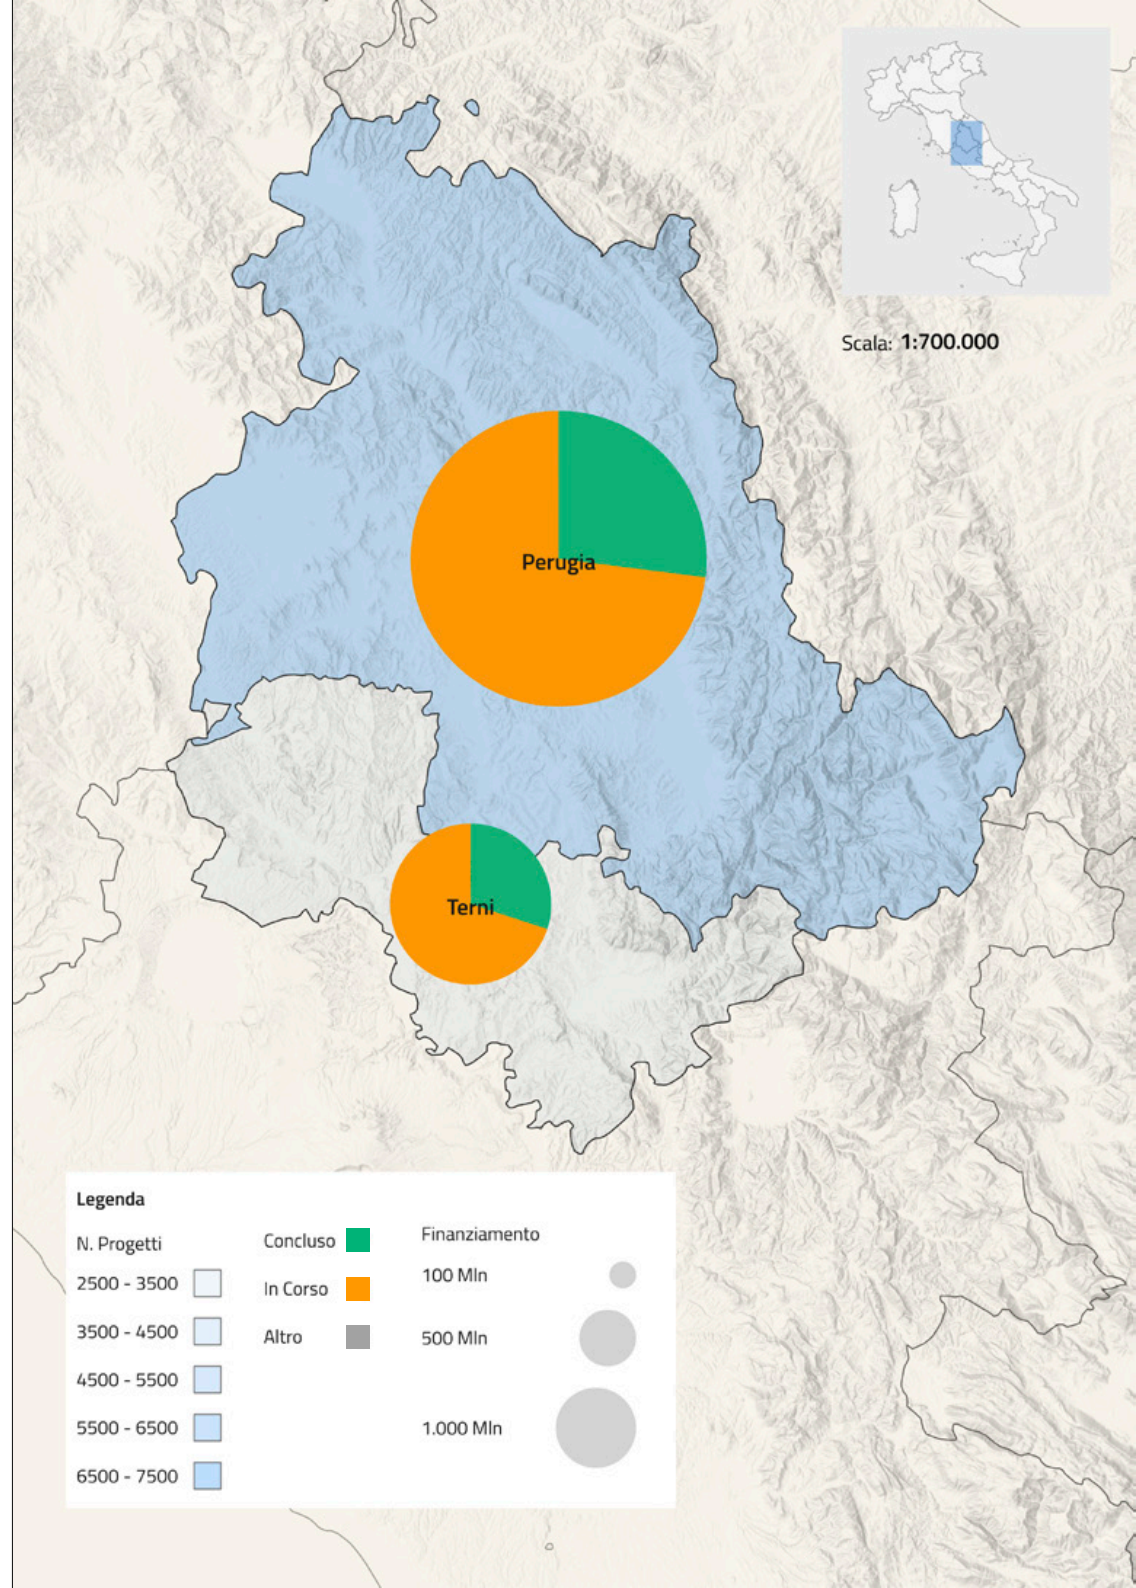 Scala: 1:700.000
Perugia
Terni
Legenda
N. Progetti
2500 - 3500
3500 - 4500
4500 - 5500
5500 - 6500
6500 - 7500
Concluso
In Corso
Altro
Finanziamento
100 Mln
500 Mln
1.000 Mln